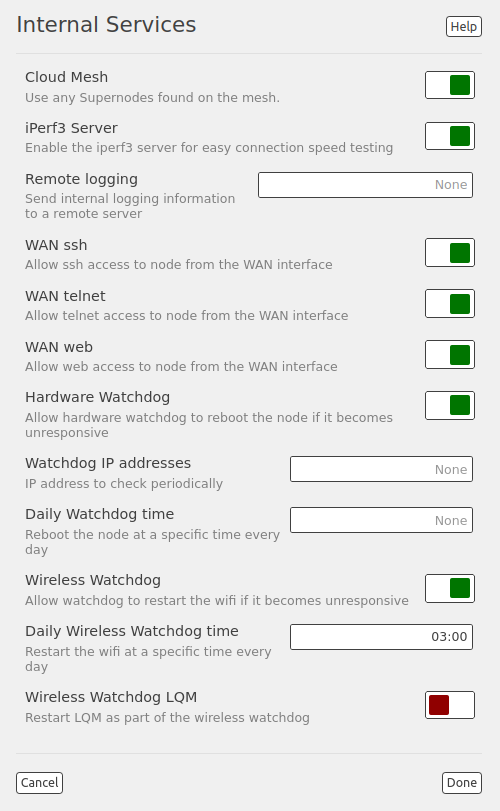 Internal Services
Help
Cloud Mesh
Use any Supernodes found on the mesh.
iPerf3 Server
Enable the iperf3 server for easy connection speed testing
Remote logging
None
Send internal logging information
to a remote server
WAN ssh
Allow ssh access to node from the WAN interface
WAN telnet
Allow telnet access to node from the WAN interface
WAN web
Allow web access to node from the WAN interface
Hardware Watchdog
Allow hardware watchdog to reboot the node if it becomes
unresponsive
Watchdog IP addresses
None
IP address to check periodically
Daily Watchdog time
None
Reboot the node at a specific time every
day
Wireless Watchdog
Allow watchdog to restart the wifi if it becomes unresponsive
Daily Wireless Watchdog time
03:00
Restart the wifi at a specific time every
day
Wireless Watchdog LQM
Restart LQM as part of the wireless watchdog
Cancel
Done